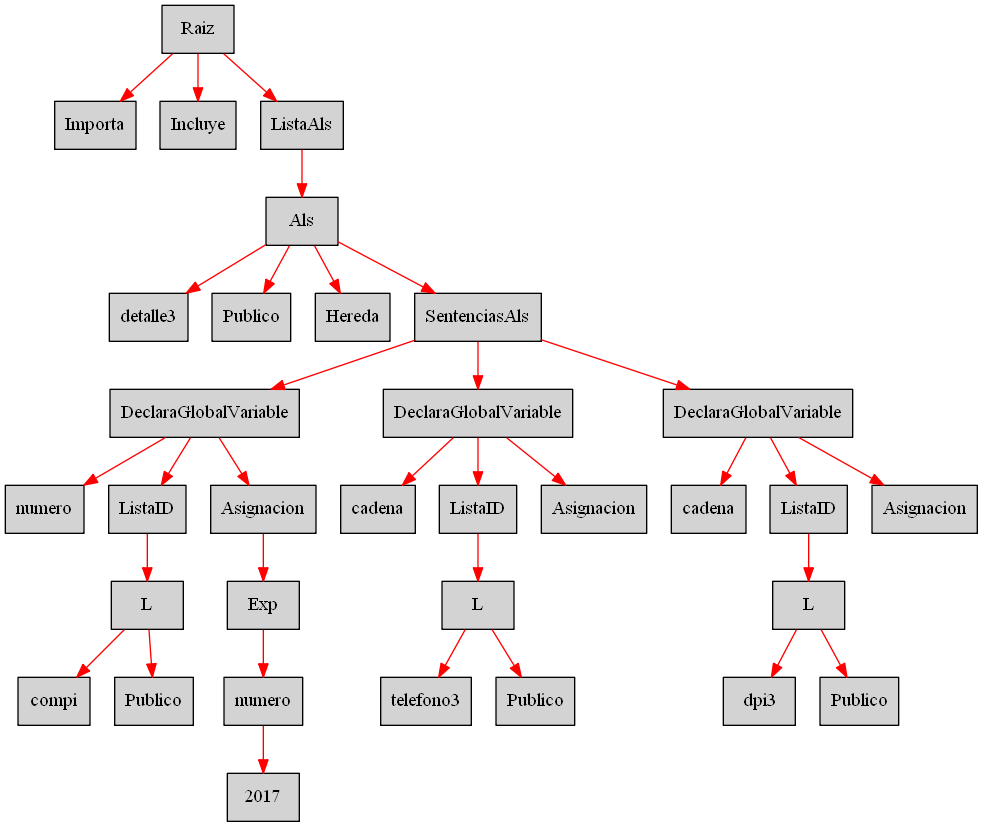 Raiz
Importa
Incluye
ListaAls
Als
detalle3
Publico
Hereda
SentenciasAls
DeclaraGlobalVariable
DeclaraGlobalVariable
DeclaraGlobalVariable
numero
ListaID
Asignacion
cadena
ListaID
Asignacion
cadena
ListaID
Asignacion
L
Exp
L
L
compi
Publico
numero
telefono3
Publico
dpi3
Publico
2017